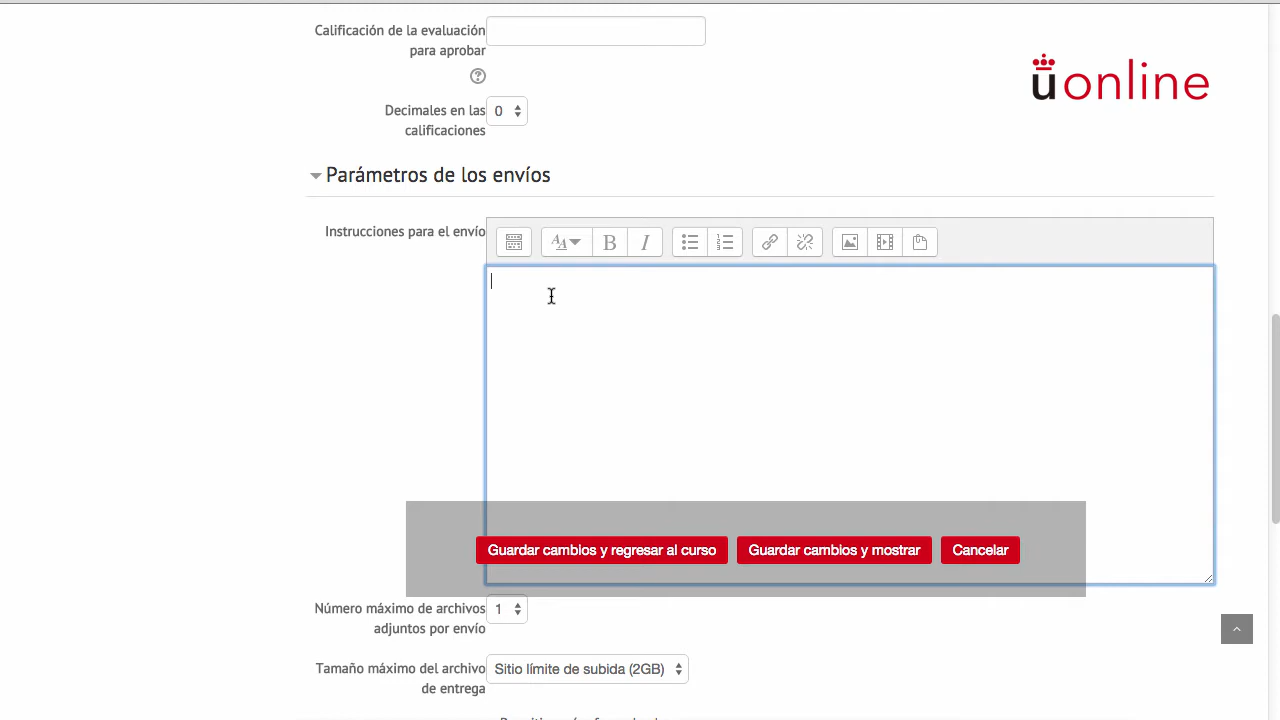 Calificación de la evaluación
para aprobar
uonline
Decimales en las
calificaciones
0
Parámetros de los envíos
Instrucciones para el envío
Guardar cambios y regresar al curso
Guardar cambios y mostrar
Cancelar
Número máximo de archivos
adjuntos por envío
1
Tamaño máximo del archivo
de entrega
Sitio límite de subida (2GB)